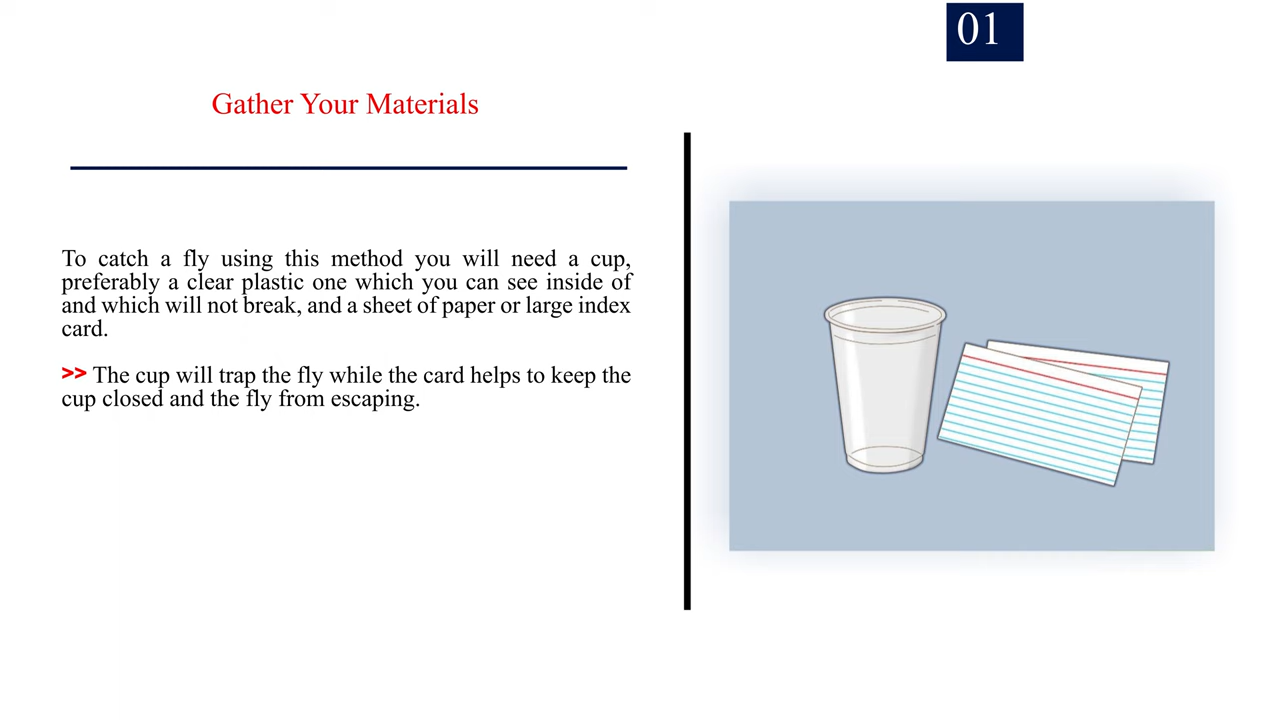 01
Gather Your Materials
To catch a fly using this method you will need a cup,
preferably a clear plastic one which you can see inside of
and which will not break, and a sheet of paper or large index
card.
>> The cup will trap the fly while the card helps to keep the
cup closed and the fly from escaping.